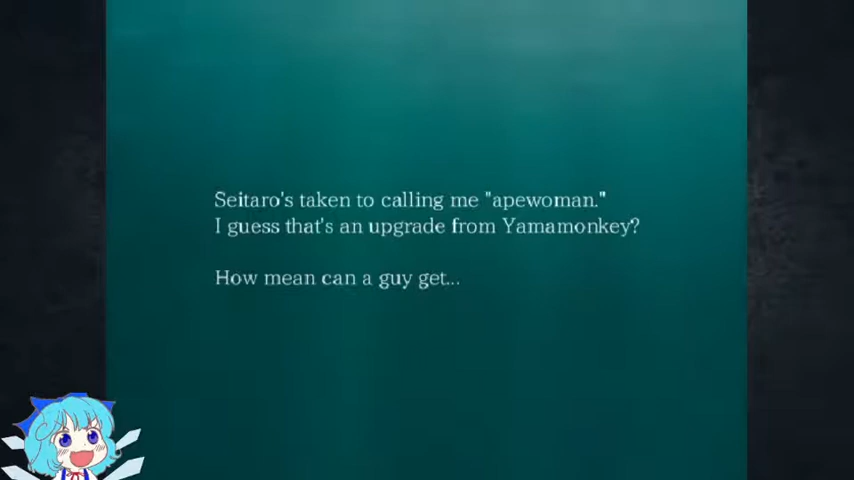 Seitaro's taken to calling me "apewoman."
I guess that's an upgrade from Yamamonkey?
How mean can a guy get...